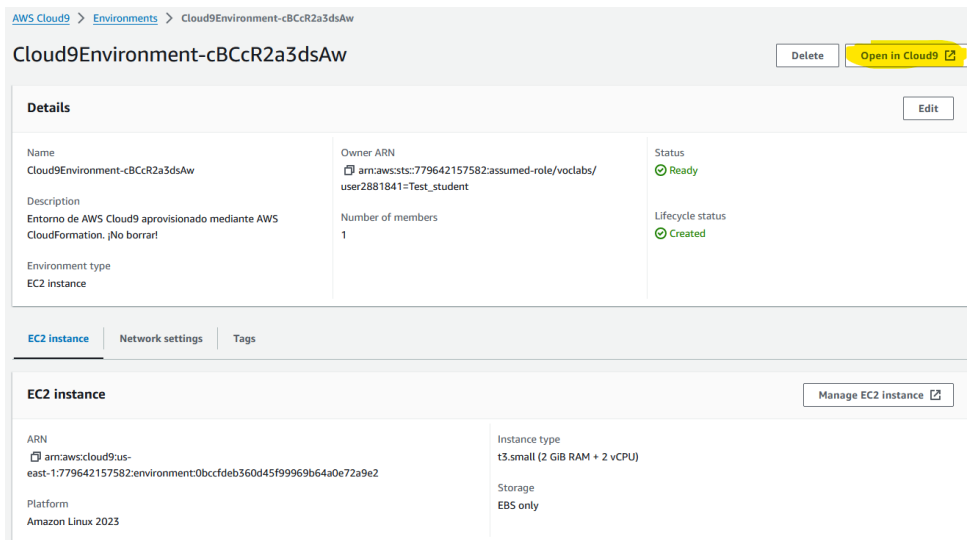 AWS Cloud9 > Environments > Cloud9Environment-cBCcR2a3dsAw
Cloud9Environment-cBCcR2a3dsAw
Delete
Open in Cloud9
Details
Edit
Name
Cloud9Environment-cBCcR2a3dsAw
Description
Entorno de AWS Cloud9 aprovisionado mediante AWS
CloudFormation. ¡No borrar!
Environment type
EC2 instance
Owner ARN
arn:aws:sts::779642157582:assumed-role/voclabs/
user2881841=Test_student
Number of members
1
Status
Ready
Lifecycle status
Created
EC2 instance
Network settings
Tags
EC2 instance
Manage EC2 instance
ARN
arn:aws:cloud9:us-
east-1:779642157582:environment:0bccfdeb360d45f99969b64a0e72a9e2
Platform
Amazon Linux 2023
Instance type
t3.small (2 GiB RAM + 2 vCPU)
Storage
EBS only